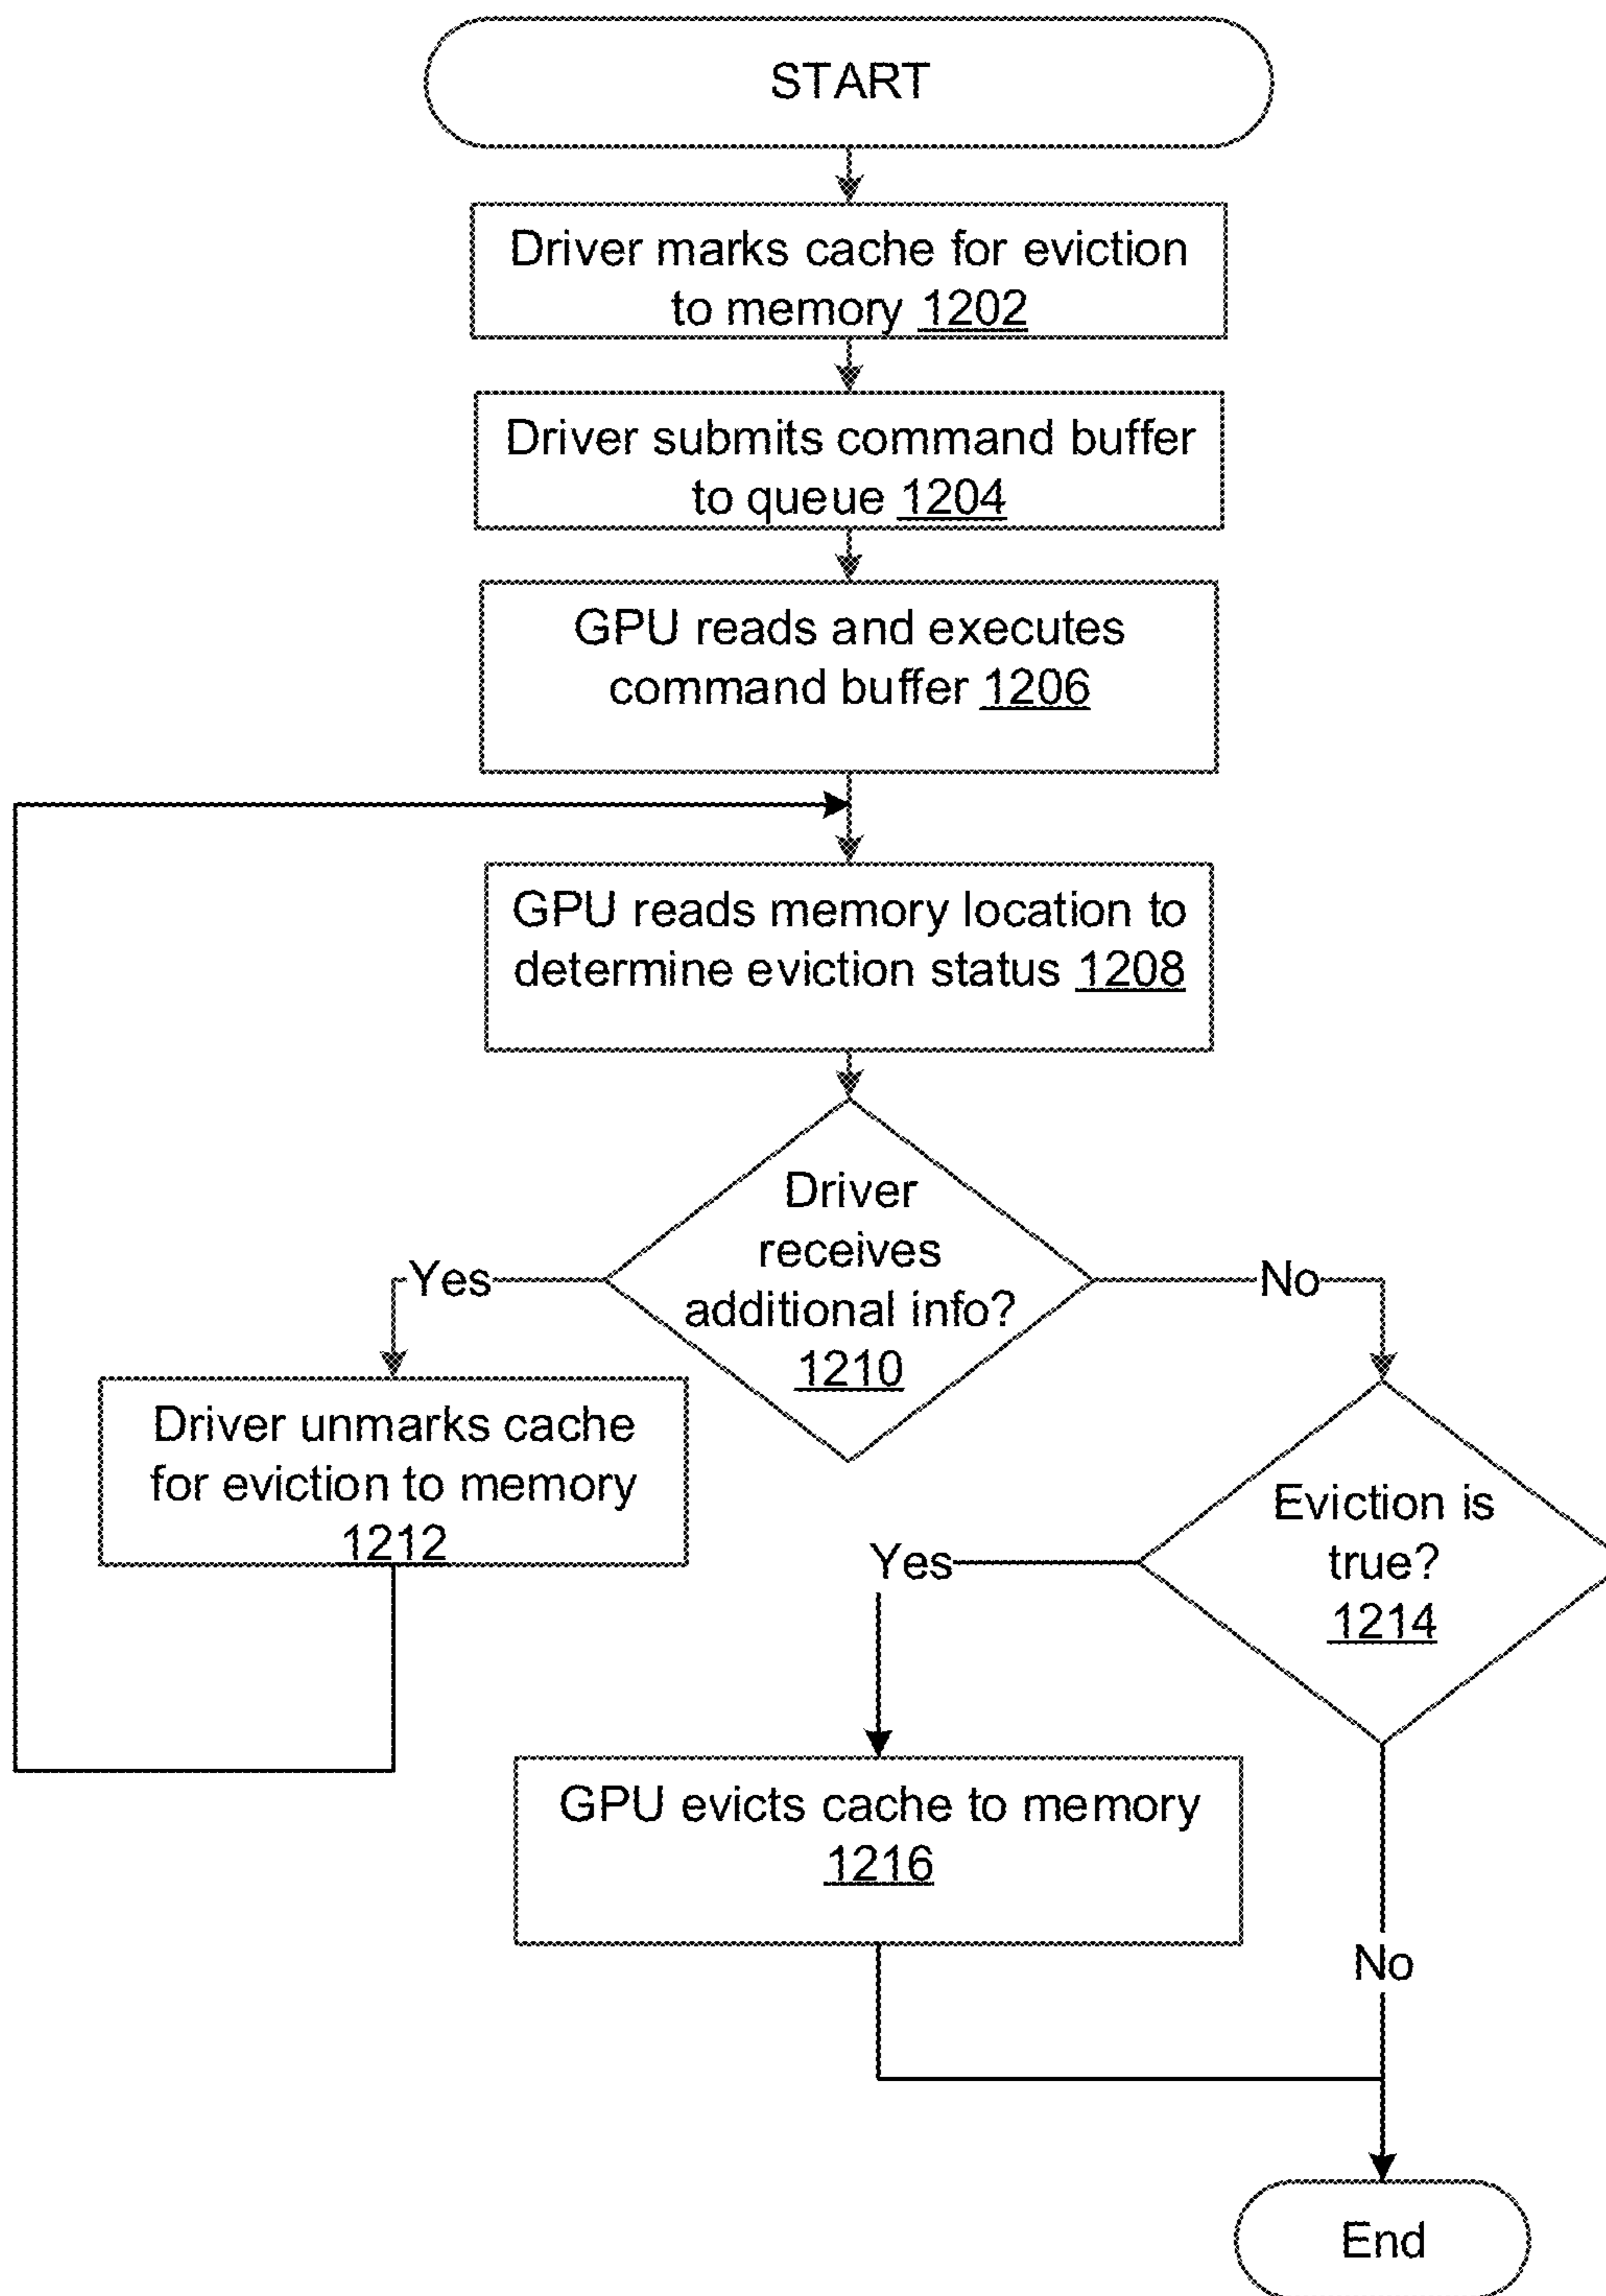 START
Driver marks cache for eviction
to memory 1202
Driver submits command buffer
to queue 1204
GPU reads and executes
command buffer 1206
GPU reads memory location to
determine eviction status 1208
Driver
receives
additional info?
1210
Yes
No
Driver unmarks cache
for eviction to memory
1212
Eviction is
true?
1214
Yes
GPU evicts cache to memory
1216
No
End